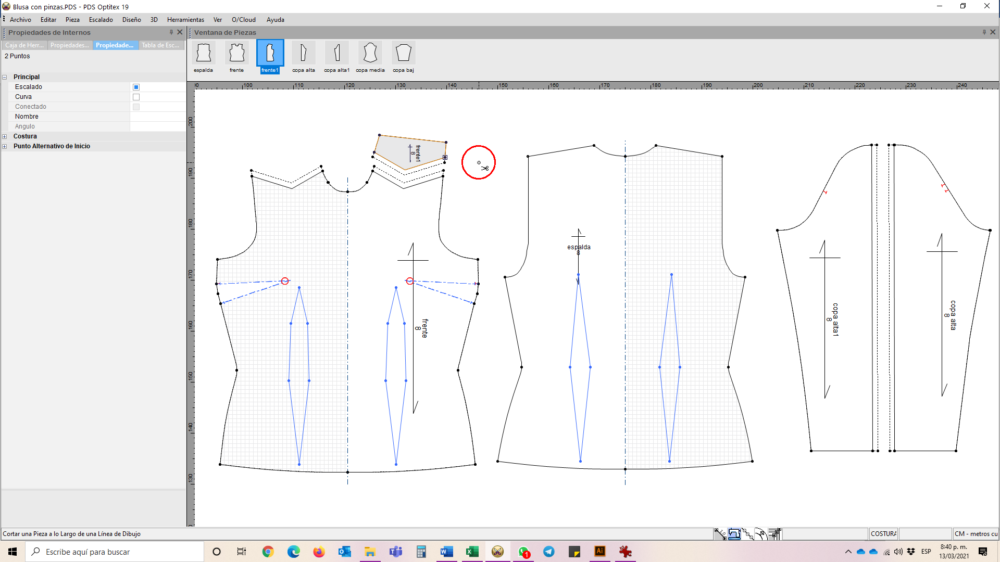 Blusa con pinzas.PDS - PDS Optitex 19
Archivo Editar Pieza Escalado Diseño 3D Herramientas Ver O/Cloud Ayuda
Propiedades de Internos
Ventana de Piezas
Caja de Herr... Propiedades... Propiedade... Tabla de Esc...
2 Puntos
Principal
Escalado
Curva
Conectado
Nombre
Angulo
Costura
Punto Alternativo de Inicio
espalda frente frente1 copa alta copa alta1 copa media copa baj
100 110 120 130 140 150 160 170 180 190 200 210 220 230 240
200
190
180
170
160
150
140
130
frente1
8
frente
8
espalda
8
copa alta1
8
copa alta
8
Cortar una Pieza a lo Largo de una Línea de Dibujo
COSTURA
CM - metros cu
Escribe aquí para buscar
1
Ai
ESP
8:40 p. m.
13/03/2021